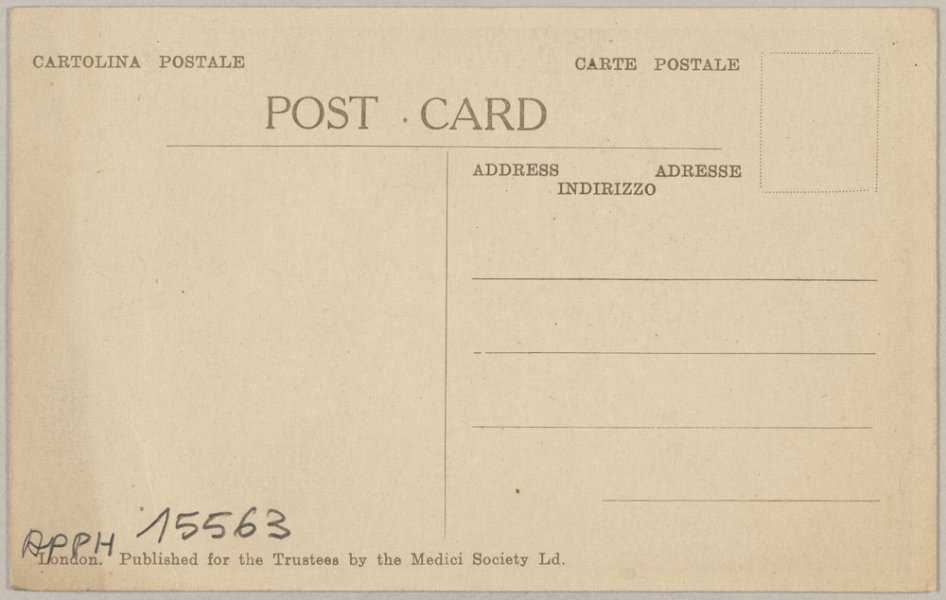 CARTOLINA POSTALE
CARTE POSTALE
POST CARD
ADDRESS
ADRESSE
INDIRIZZO
15563
APPH
London. Published for the Trustees by the Medici Society Ld.